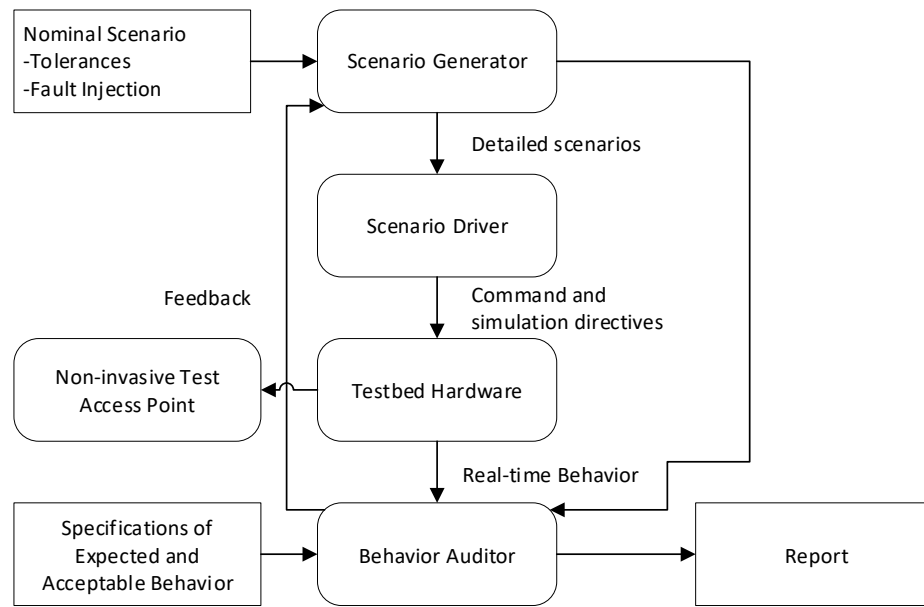 Nominal Scenario
-Tolerances
-Fault Injection
Scenario Generator
Detailed scenarios
Scenario Driver
Feedback
Command and
simulation directives
Non-invasive Test
Access Point
Testbed Hardware
Real-time Behavior
Specifications of
Expected and
Acceptable Behavior
Behavior Auditor
Report